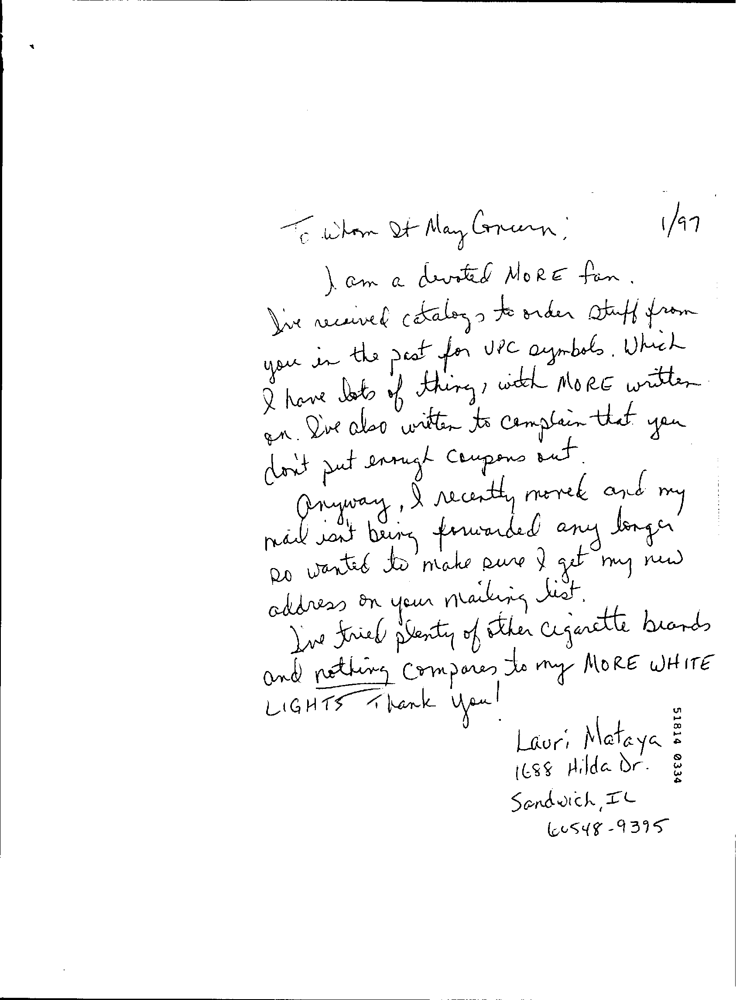 To Whom It May Concern; 1/97
I am a devoted MORE fan.
I've received catalogs to order stuff from
you in the past for UPC symbols. Which
I have lots of things with MORE written
on. I've also written to complain that you
don't put enough coupons out.
Anyway, I recently moved and my
mail isn't being forwarded any longer
so wanted to make sure I get my new
address on your mailing list.
I've tried plenty of other cigarette brands
and nothing compares to my MORE WHITE
LIGHTS Thank you!
Lauri Mataya
1688 Hilda Dr.
Sandwich, IL
60548-9395
51814 0334